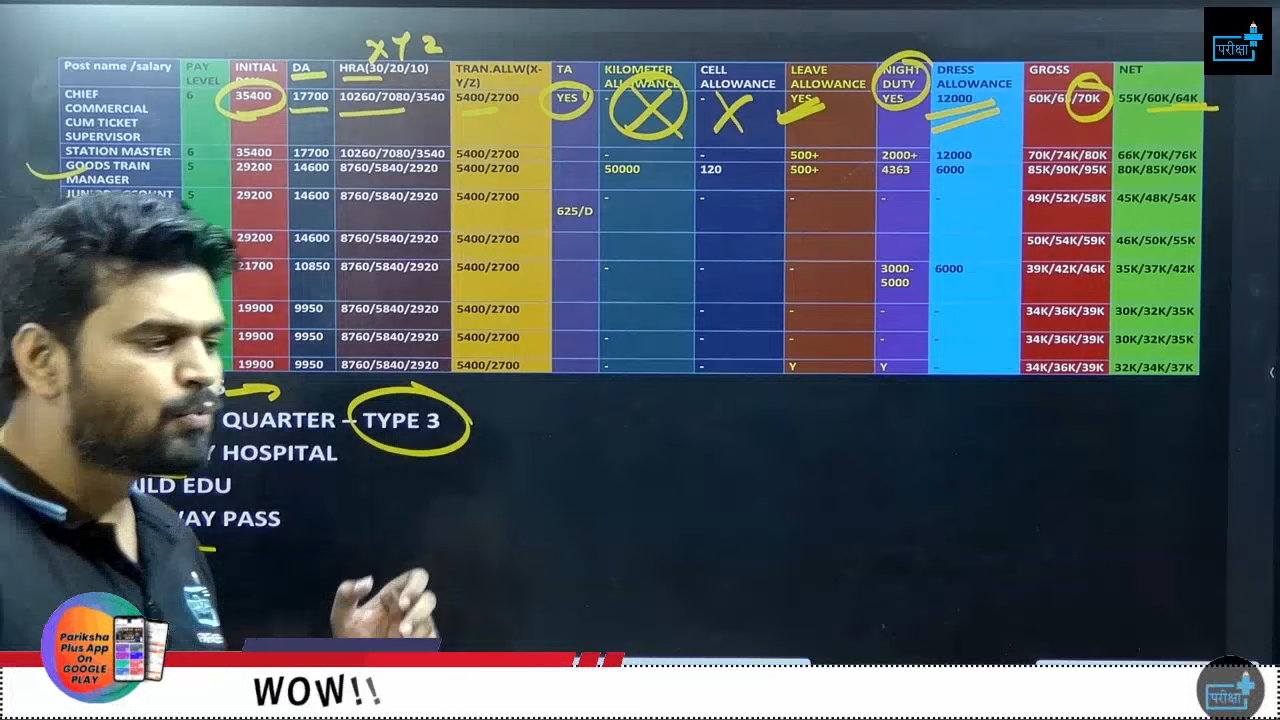 X Y Z
परीक्षा
Post name /salary PAY LEVEL INITIAL DA HRA(30/20/10) TRAN.ALLW(X-Y/Z) TA KILOMETER ALLOWANCE CELL ALLOWANCE LEAVE ALLOWANCE NIGHT DUTY DRESS ALLOWANCE GROSS NET
CHIEF COMMERCIAL CUM TICKET SUPERVISOR 6 35400 17700 10260/7080/3540 5400/2700 YES - - YES YES 12000 60K/ /70K 55K/60K/64K
STATION MASTER 6 35400 17700 10260/7080/3540 5400/2700 - - 500+ 2000+ 12000 70K/74K/80K 66K/70K/76K
GOODS TRAIN MANAGER 5 29200 14600 8760/5840/2920 5400/2700 50000 120 500+ 4363 6000 85K/90K/95K 80K/85K/90K
JUNIOR 5 29200 14600 8760/5840/2920 5400/2700 625/D - - - - - 49K/52K/58K 45K/48K/54K
29200 14600 8760/5840/2920 5400/2700 50K/54K/59K 46K/50K/55K
21700 10850 8760/5840/2920 5400/2700 - - - 3000-5000 6000 39K/42K/46K 35K/37K/42K
19900 9950 8760/5840/2920 5400/2700 - - - - - 34K/36K/39K 30K/32K/35K
19900 9950 8760/5840/2920 5400/2700 - - - - - 34K/36K/39K 30K/32K/35K
19900 9950 8760/5840/2920 5400/2700 - - Y Y - 34K/36K/39K 32K/34K/37K
QUARTER – TYPE 3
HOSPITAL
EDU
PASS
Pariksha
Plus App
On
GOOGLE
PLAY
WOW!!
परीक्षा